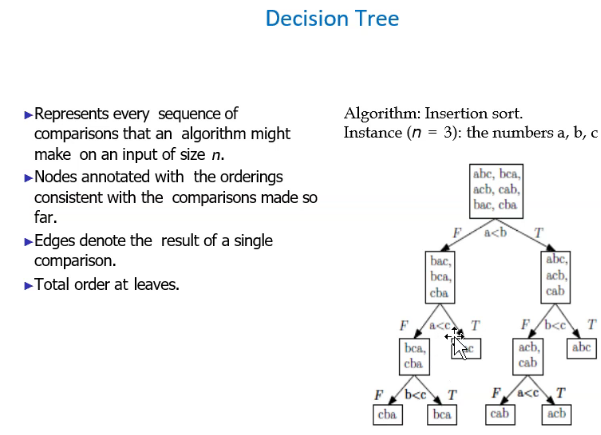 Decision Tree
▶Represents every sequence of
comparisons that an algorithm might
make on an input of size n.
▶Nodes annotated with the orderings
consistent with the comparisons made so
far.
▶Edges denote the result of a single
comparison.
▶Total order at leaves.
Algorithm: Insertion sort.
Instance (n = 3): the numbers a, b, c
abc, bca,
acb, cab,
bac, cba
F a<b T
bac,
bca,
cba
abc,
acb,
cab
F a<c T
F b<c T
bca,
cba
acb,
cab
abc
F b<c T
F a<c T
cba
bca
cab
acb